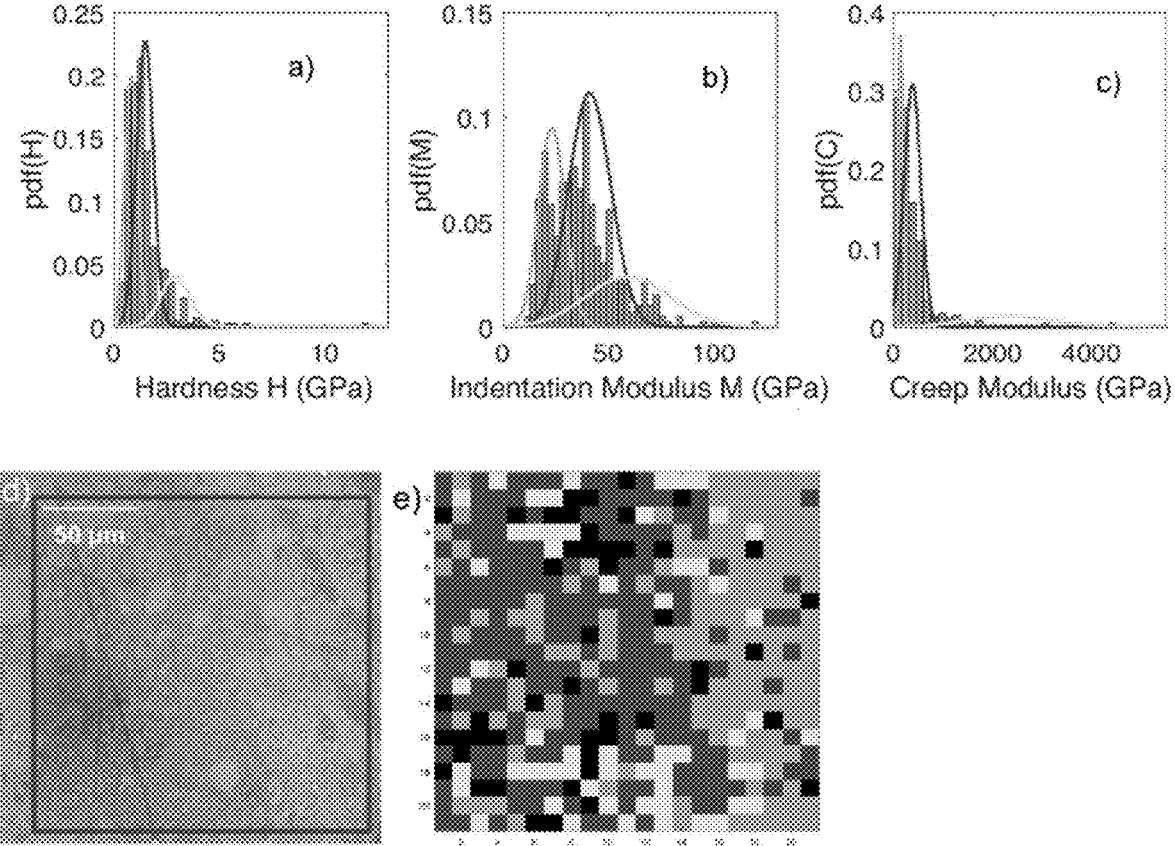 0.25
0.2
0.15
0.1
0.05
0
0 5 10
pdf(H)
Hardness H (GPa)
a)
0.15
0.1
0.05
0
0 50 100
pdf(M)
Indentation Modulus M (GPa)
b)
0.4
0.3
0.2
0.1
0
0 2000 4000
pdf(C)
Creep Modulus (GPa)
c)
d)
50 µm
e)